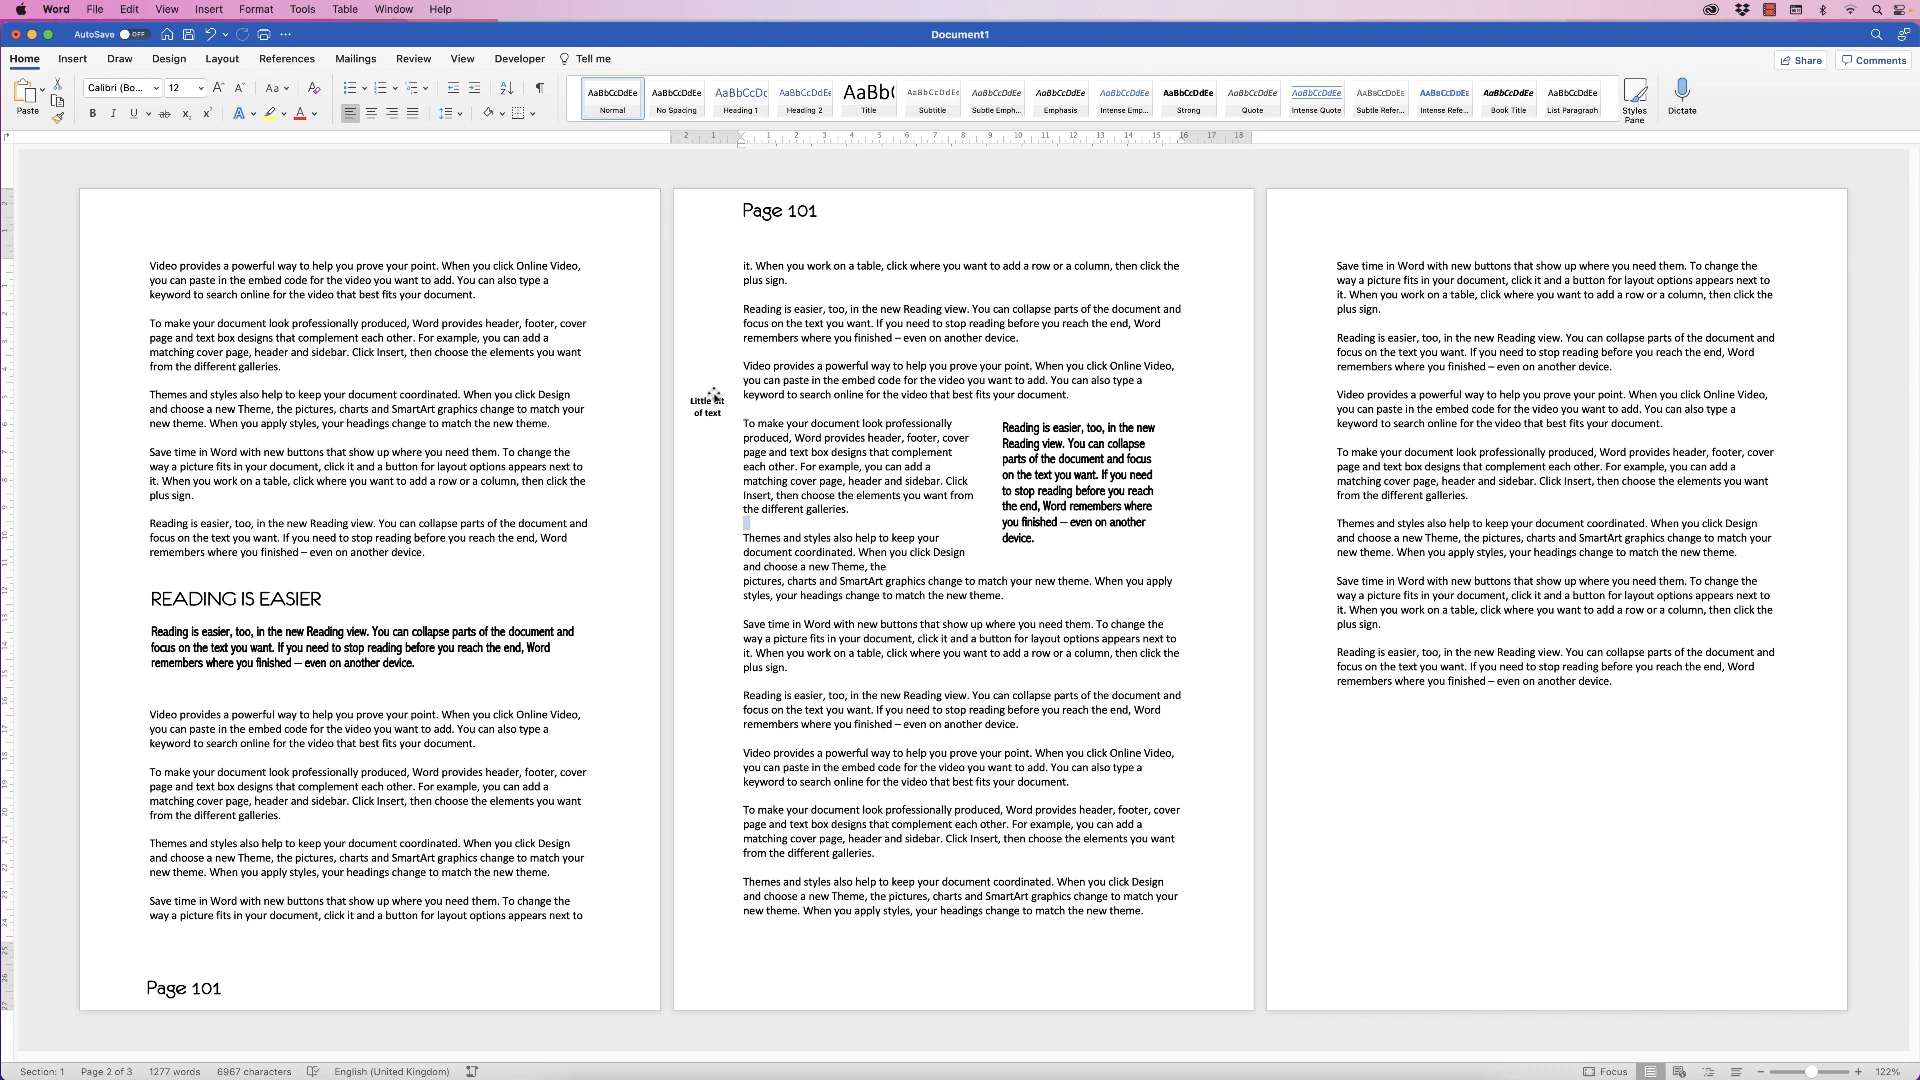 Word File Edit View Insert Format Tools Table Window Help
AutoSave OFF
Document1
Home Insert Draw Design Layout References Mailings Review View Developer Tell me
Share Comments
Paste
Calibri (Bo... 12
AaBbCcDdEe AaBbCcDdEe AaBbCcDc AaBbCcDdEe AaBb( AaBbCcDdEe AaBbCcDdEe AaBbCcDdEe AaBbCcDdEe AaBbCcDdEe AaBbCcDdEe AaBbCcDdEe AaBbCcDdEe AaBbCcDdEe AaBbCcDdEe AaBbCcDdEe
Normal No Spacing Heading 1 Heading 2 Title Subtitle Subtle Emph... Emphasis Intense Emp... Strong Quote Intense Quote Subtle Refer... Intense Refe... Book Title List Paragraph
Styles
Pane
Dictate
2 1 1 2 3 4 5 6 7 8 9 10 11 12 13 14 15 16 17 18
Video provides a powerful way to help you prove your point. When you click Online Video,
you can paste in the embed code for the video you want to add. You can also type a
keyword to search online for the video that best fits your document.
To make your document look professionally produced, Word provides header, footer, cover
page and text box designs that complement each other. For example, you can add a
matching cover page, header and sidebar. Click Insert, then choose the elements you want
from the different galleries.
Themes and styles also help to keep your document coordinated. When you click Design
and choose a new Theme, the pictures, charts and SmartArt graphics change to match your
new theme. When you apply styles, your headings change to match the new theme.
Save time in Word with new buttons that show up where you need them. To change the
way a picture fits in your document, click it and a button for layout options appears next to
it. When you work on a table, click where you want to add a row or a column, then click the
plus sign.
Reading is easier, too, in the new Reading view. You can collapse parts of the document and
focus on the text you want. If you need to stop reading before you reach the end, Word
remembers where you finished – even on another device.
READING IS EASIER
Reading is easier, too, in the new Reading view. You can collapse parts of the document and
focus on the text you want. If you need to stop reading before you reach the end, Word
remembers where you finished – even on another device.
Video provides a powerful way to help you prove your point. When you click Online Video,
you can paste in the embed code for the video you want to add. You can also type a
keyword to search online for the video that best fits your document.
To make your document look professionally produced, Word provides header, footer, cover
page and text box designs that complement each other. For example, you can add a
matching cover page, header and sidebar. Click Insert, then choose the elements you want
from the different galleries.
Themes and styles also help to keep your document coordinated. When you click Design
and choose a new Theme, the pictures, charts and SmartArt graphics change to match your
new theme. When you apply styles, your headings change to match the new theme.
Save time in Word with new buttons that show up where you need them. To change the
way a picture fits in your document, click it and a button for layout options appears next to
Page 101
Page 101
it. When you work on a table, click where you want to add a row or a column, then click the
plus sign.
Reading is easier, too, in the new Reading view. You can collapse parts of the document and
focus on the text you want. If you need to stop reading before you reach the end, Word
remembers where you finished – even on another device.
Video provides a powerful way to help you prove your point. When you click Online Video,
you can paste in the embed code for the video you want to add. You can also type a
keyword to search online for the video that best fits your document.
Little bit
of text
To make your document look professionally
produced, Word provides header, footer, cover
page and text box designs that complement
each other. For example, you can add a
matching cover page, header and sidebar. Click
Insert, then choose the elements you want from
the different galleries.
Themes and styles also help to keep your
document coordinated. When you click Design
and choose a new Theme, the
Reading is easier, too, in the new
Reading view. You can collapse
parts of the document and focus
on the text you want. If you need
to stop reading before you reach
the end, Word remembers where
you finished – even on another
device.
pictures, charts and SmartArt graphics change to match your new theme. When you apply
styles, your headings change to match the new theme.
Save time in Word with new buttons that show up where you need them. To change the
way a picture fits in your document, click it and a button for layout options appears next to
it. When you work on a table, click where you want to add a row or a column, then click the
plus sign.
Reading is easier, too, in the new Reading view. You can collapse parts of the document and
focus on the text you want. If you need to stop reading before you reach the end, Word
remembers where you finished – even on another device.
Video provides a powerful way to help you prove your point. When you click Online Video,
you can paste in the embed code for the video you want to add. You can also type a
keyword to search online for the video that best fits your document.
To make your document look professionally produced, Word provides header, footer, cover
page and text box designs that complement each other. For example, you can add a
matching cover page, header and sidebar. Click Insert, then choose the elements you want
from the different galleries.
Themes and styles also help to keep your document coordinated. When you click Design
and choose a new Theme, the pictures, charts and SmartArt graphics change to match your
new theme. When you apply styles, your headings change to match the new theme.
Save time in Word with new buttons that show up where you need them. To change the
way a picture fits in your document, click it and a button for layout options appears next to
it. When you work on a table, click where you want to add a row or a column, then click the
plus sign.
Reading is easier, too, in the new Reading view. You can collapse parts of the document and
focus on the text you want. If you need to stop reading before you reach the end, Word
remembers where you finished – even on another device.
Video provides a powerful way to help you prove your point. When you click Online Video,
you can paste in the embed code for the video you want to add. You can also type a
keyword to search online for the video that best fits your document.
To make your document look professionally produced, Word provides header, footer, cover
page and text box designs that complement each other. For example, you can add a
matching cover page, header and sidebar. Click Insert, then choose the elements you want
from the different galleries.
Themes and styles also help to keep your document coordinated. When you click Design
and choose a new Theme, the pictures, charts and SmartArt graphics change to match your
new theme. When you apply styles, your headings change to match the new theme.
Save time in Word with new buttons that show up where you need them. To change the
way a picture fits in your document, click it and a button for layout options appears next to
it. When you work on a table, click where you want to add a row or a column, then click the
plus sign.
Reading is easier, too, in the new Reading view. You can collapse parts of the document and
focus on the text you want. If you need to stop reading before you reach the end, Word
remembers where you finished – even on another device.
Section: 1 Page 2 of 3 1277 words 6967 characters English (United Kingdom) Focus 122%